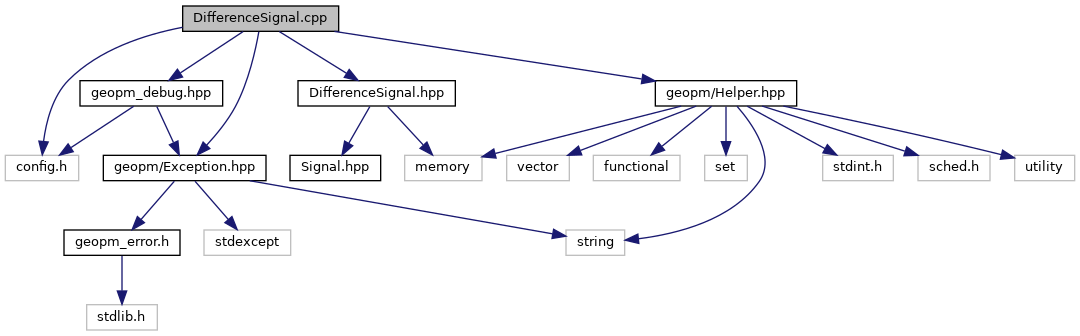 DifferenceSignal.cpp
geopm_debug.hpp
DifferenceSignal.hpp
geopm/Helper.hpp
config.h
geopm/Exception.hpp
Signal.hpp
memory
vector
functional
set
stdint.h
sched.h
utility
geopm_error.h
stdexcept
string
stdlib.h